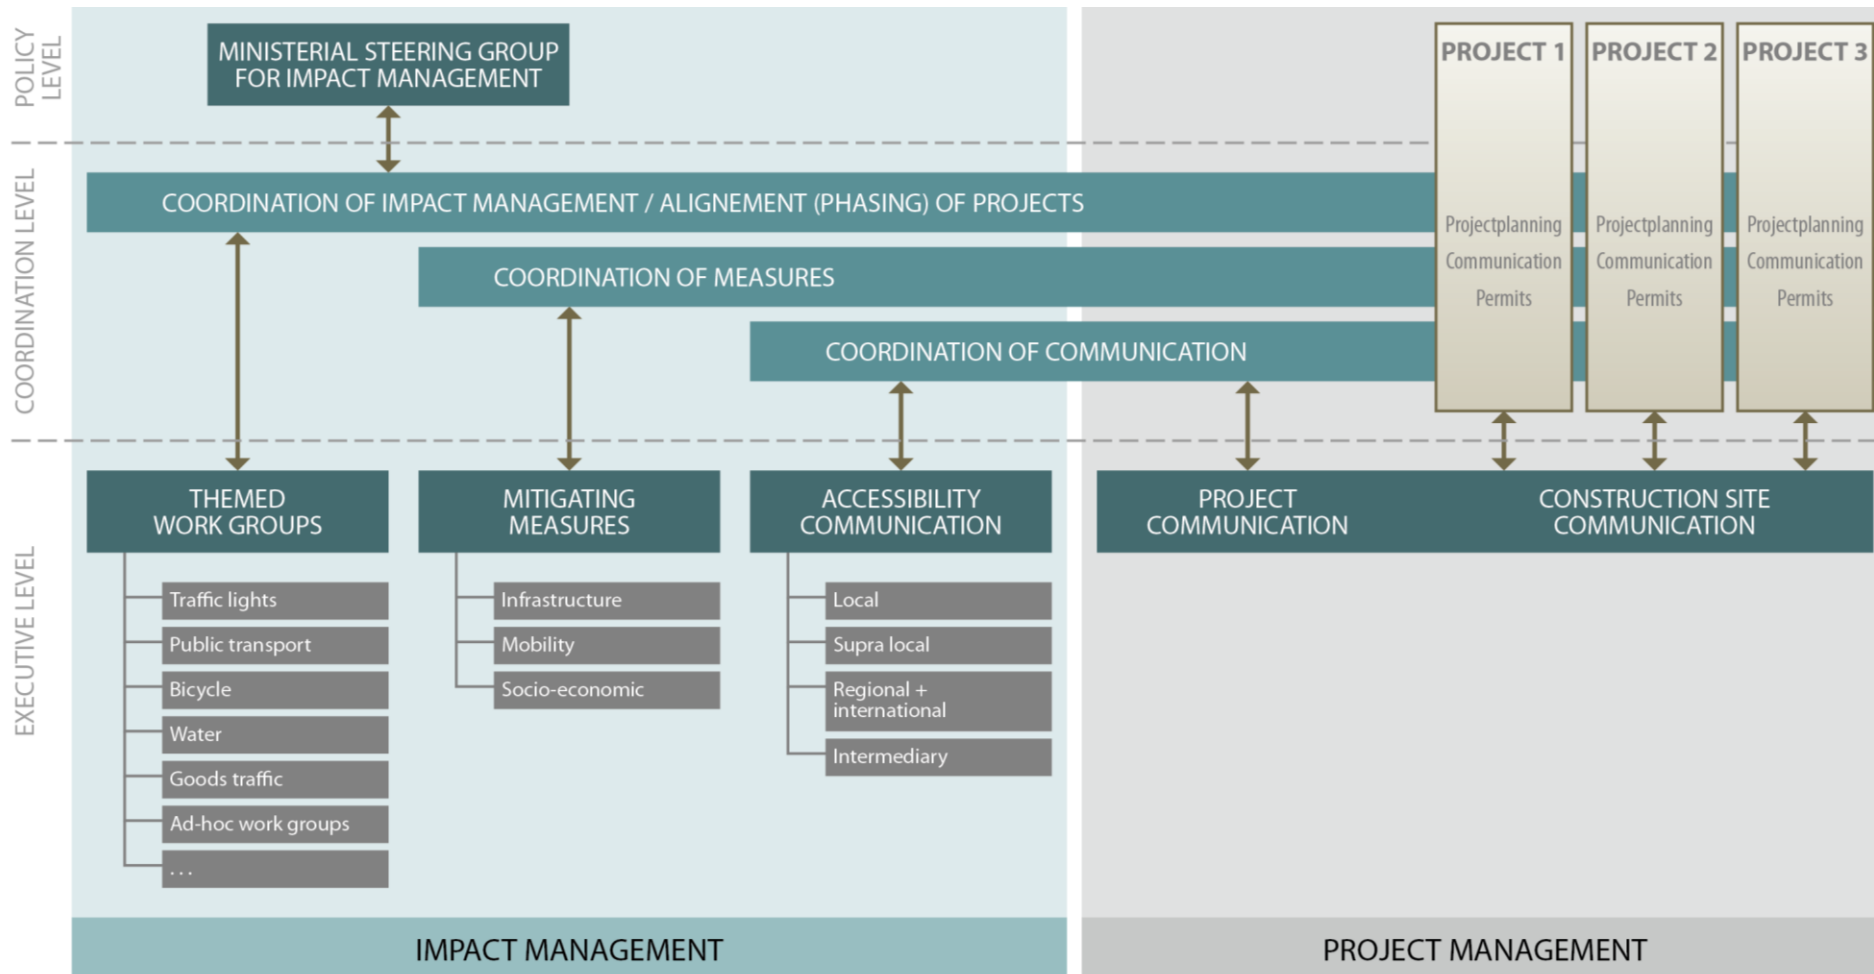 POLICY
LEVEL
MINISTERIAL STEERING GROUP
FOR IMPACT MANAGEMENT
PROJECT 1
PROJECT 2
PROJECT 3
COORDINATION LEVEL
COORDINATION OF IMPACT MANAGEMENT / ALIGNEMENT (PHASING) OF PROJECTS
COORDINATION OF MEASURES
COORDINATION OF COMMUNICATION
Projectplanning
Communication
Permits
Projectplanning
Communication
Permits
Projectplanning
Communication
Permits
EXECUTIVE LEVEL
THEMED
WORK GROUPS
Traffic lights
Public transport
Bicycle
Water
Goods traffic
Ad-hoc work groups
...
MITIGATING
MEASURES
Infrastructure
Mobility
Socio-economic
ACCESSIBILITY
COMMUNICATION
Local
Supra local
Regional +
international
Intermediary
PROJECT
COMMUNICATION
CONSTRUCTION SITE
COMMUNICATION
IMPACT MANAGEMENT
PROJECT MANAGEMENT